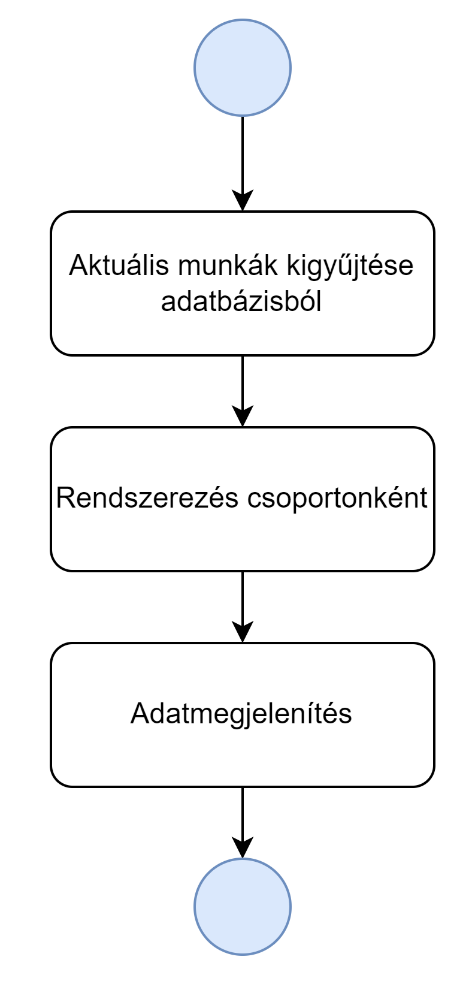 Aktuális munkák kigyűjtése
adatbázisból
Rendszerezés csoportonként
Adatmegjelenítés